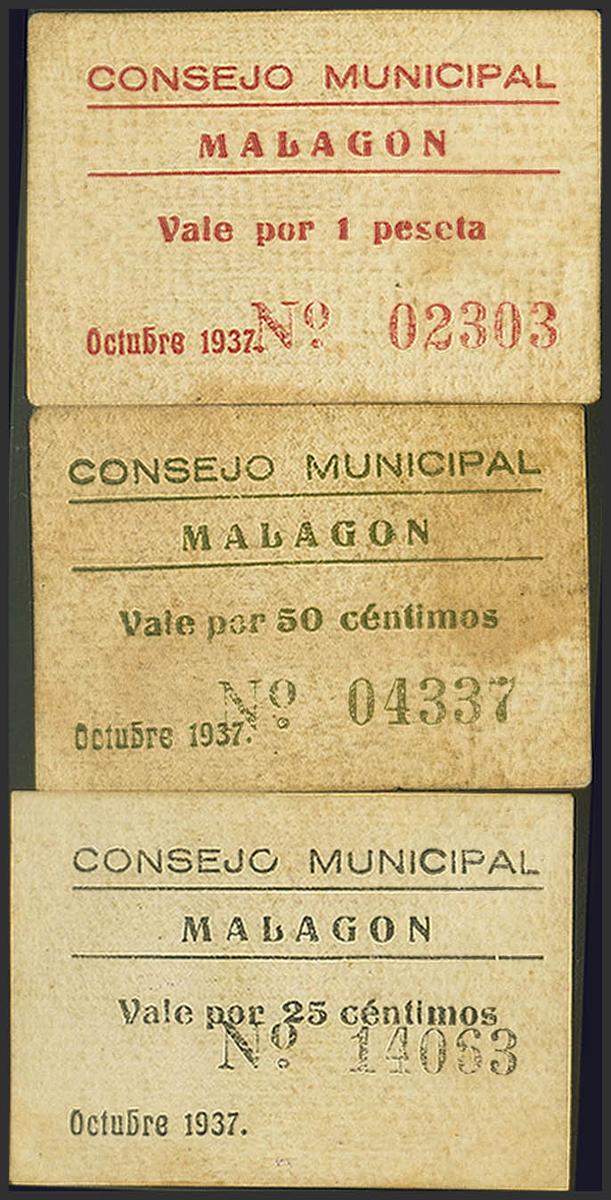 CONSEJO MUNICIPAL
MALAGON
Vale por 1 peseta
Octubre 1937. Nº 02303
CONSEJO MUNICIPAL
MALAGON
Vale por 50 céntimos
Nº 04337
Octubre 1937.
CONSEJO MUNICIPAL
MALAGON
Vale por 25 céntimos
Nº 14063
Octubre 1937.